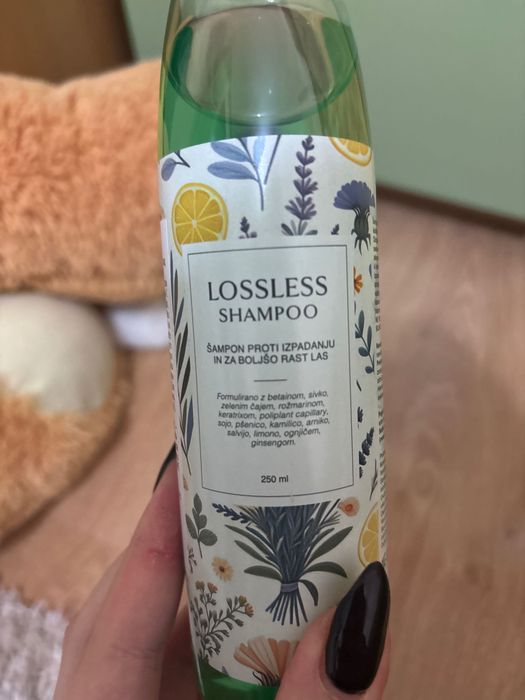 LOSSLESS
SHAMPOO
ŠAMPON PROTI IZPADANJU
IN ZA BOLJŠO RAST LAS
Formulirano z betainom, sivko,
zelenim čajem, rožmarinom,
keratrixom, poliplant capillary,
sojo, pšenico, kamilico, arniko,
salvijo, limono, ognjičem,
ginsengom.
250 ml